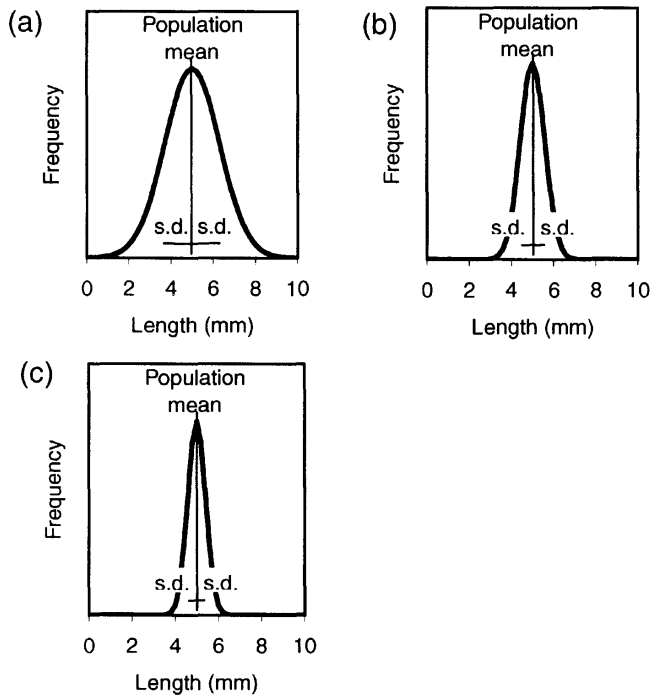 (a)
Population
mean
Frequency
s.d. s.d.
0 2 4 6 8 10
Length (mm)
(b)
Population
mean
Frequency
s.d. s.d.
0 2 4 6 8 10
Length (mm)
(c)
Population
mean
Frequency
s.d. s.d.
0 2 4 6 8 10
Length (mm)